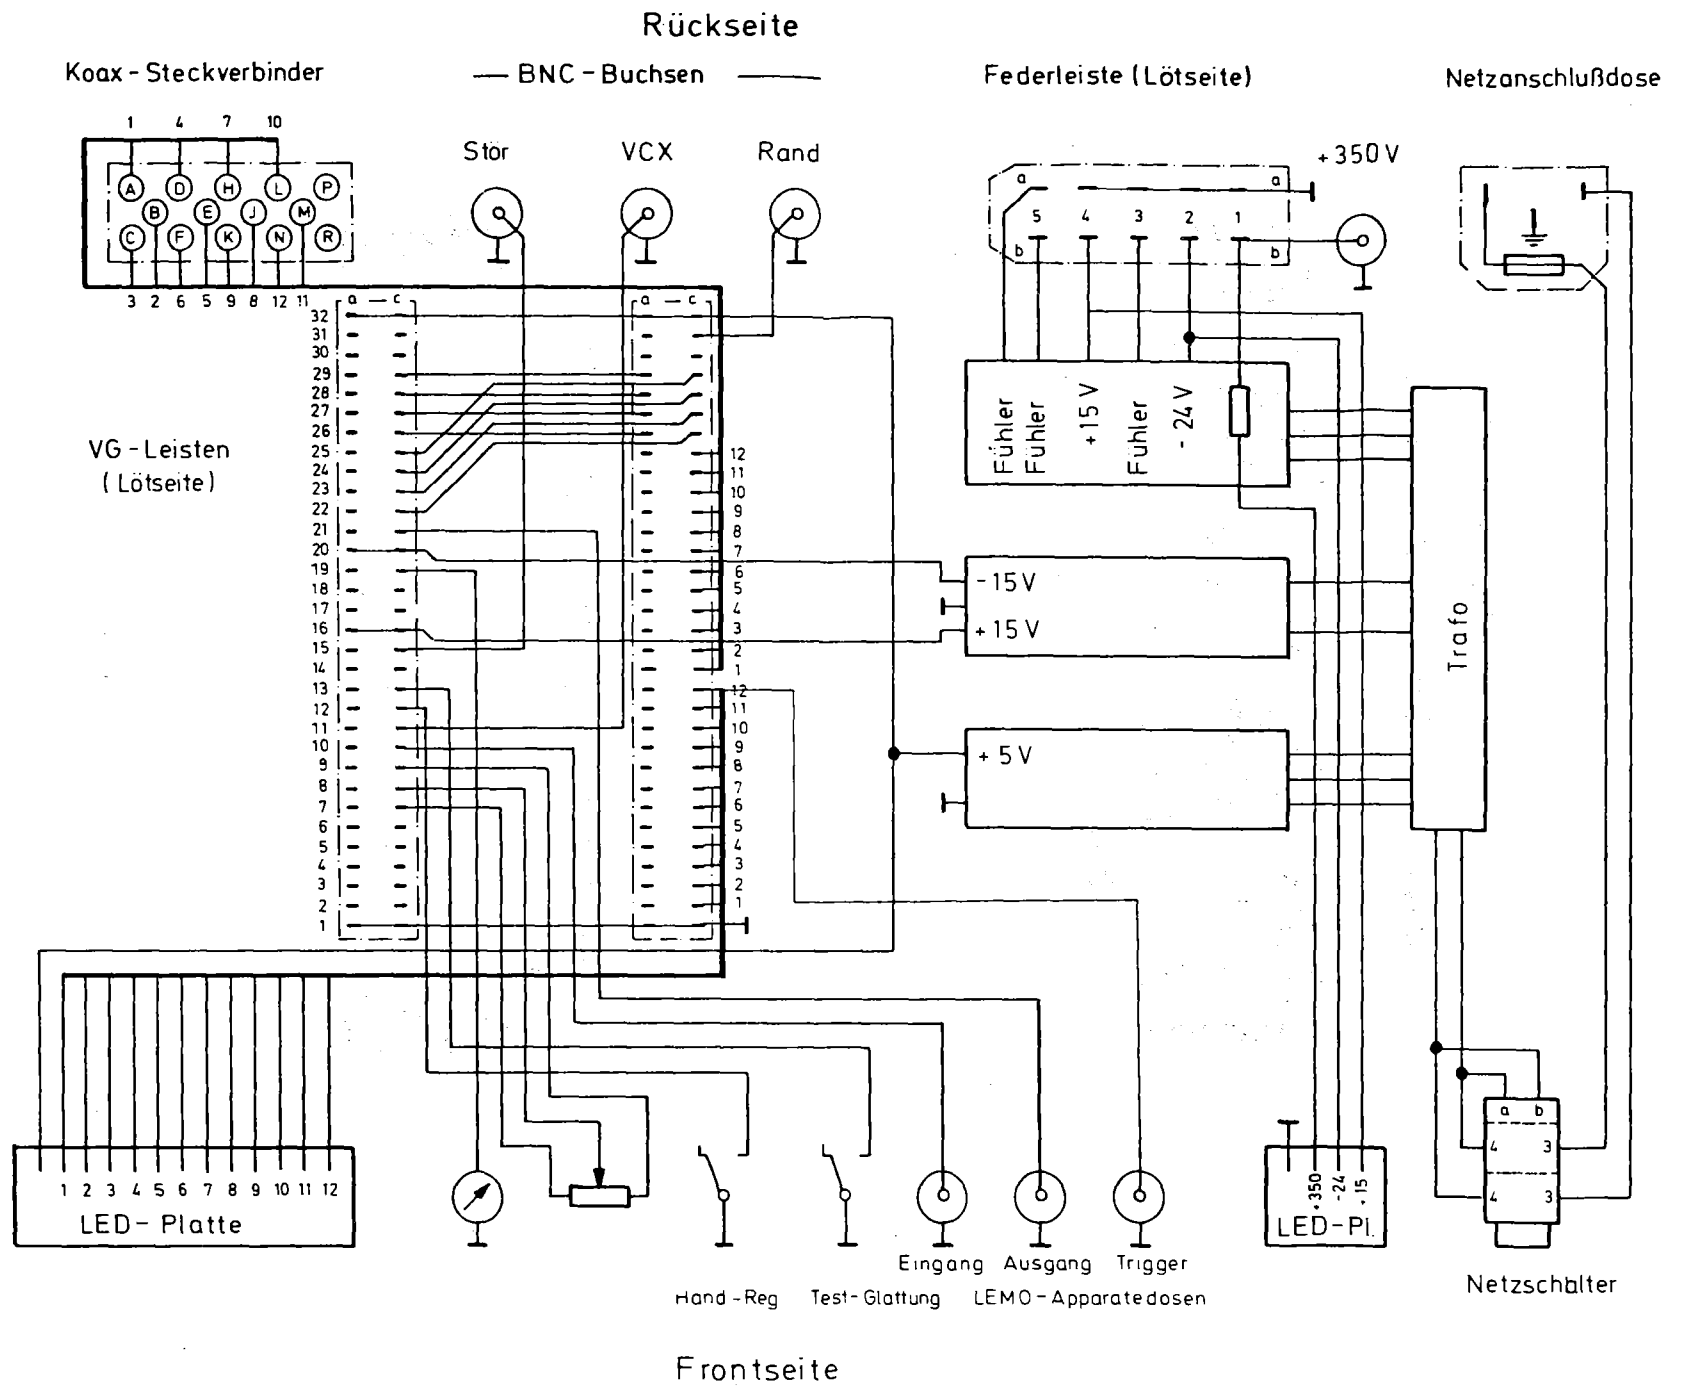 Rückseite
Koax-Steckverbinder
— BNC-Buchsen —
Federleiste (Lötseite)
Netzanschlußdose
1 4 7 10
Stör VCX Rand
+350V
A D H L P
B E J M
C F K N R
3 2 6 5 9 8 12 11
a a
5 4 3 2 1
b b
a — c
a — c
32
31
30
29
28
27
26
25
24
23
22
21
20
19
18
17
16
15
14
13
12
11
10
9
8
7
6
5
4
3
2
1
VG-Leisten
(Lötseite)
12
11
10
9
8
7
6
5
4
3
2
1
12
11
10
9
8
7
6
5
4
3
2
1
Fühler
Fühler
+15V
Fühler
-24V
-15V
+15V
+5V
Trafo
a b
4 3
4 3
1 2 3 4 5 6 7 8 9 10 11 12
LED-Platte
+350
-24
+15
LED-Pl.
Eingang Ausgang Trigger
Hand-Reg Test-Glattung LEMO-Apparatedosen
Netzschalter
Frontseite